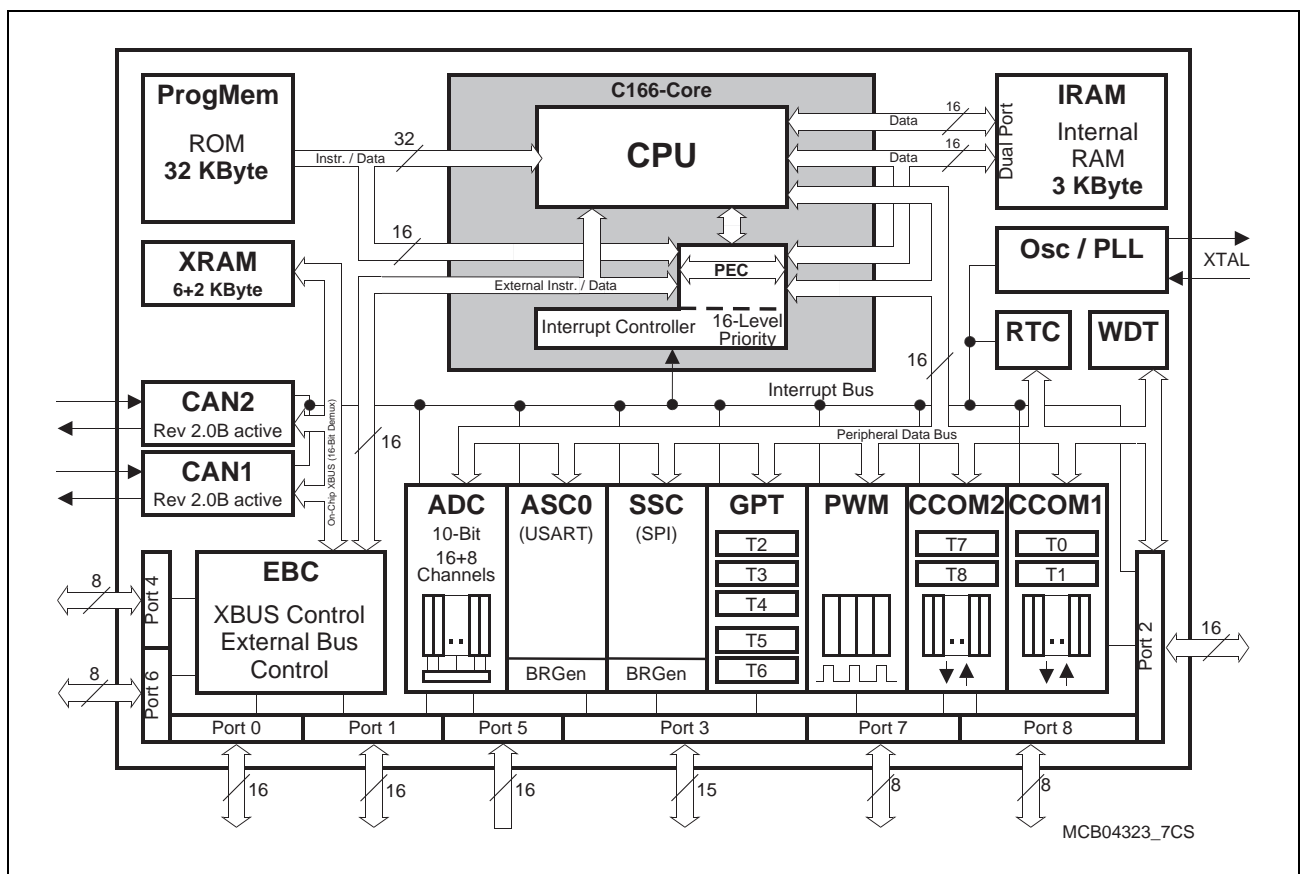 C166-Core
ProgMem
ROM
32 KByte
Instr. / Data
32
CPU
Data
16
Data
16
Dual Port
IRAM
Internal
RAM
3 KByte
16
XRAM
6+2 KByte
External Instr. / Data
PEC
Interrupt Controller
16-Level
Priority
Osc / PLL
XTAL
RTC
WDT
16
Interrupt Bus
Peripheral Data Bus
CAN2
Rev 2.0B active
CAN1
Rev 2.0B active
On-Chip XBUS (16-Bit Demux)
16
EBC
XBUS Control
External Bus
Control
ADC
10-Bit
16+8
Channels
ASC0
(USART)
BRGen
SSC
(SPI)
BRGen
GPT
T2
T3
T4
T5
T6
PWM
CCOM2
T7
T8
CCOM1
T0
T1
8
Port 4
8
Port 6
Port 2
16
Port 0
Port 1
Port 5
Port 3
Port 7
Port 8
16
16
16
15
8
8
MCB04323_7CS